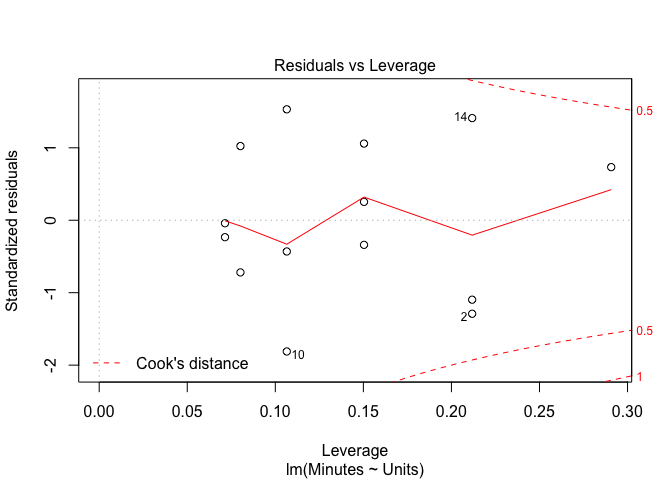 Residuals vs Leverage
Standardized residuals
1
0
-1
-2
14
2
10
0.5
0.5
1
Cook's distance
0.00 0.05 0.10 0.15 0.20 0.25 0.30
Leverage
lm(Minutes ~ Units)